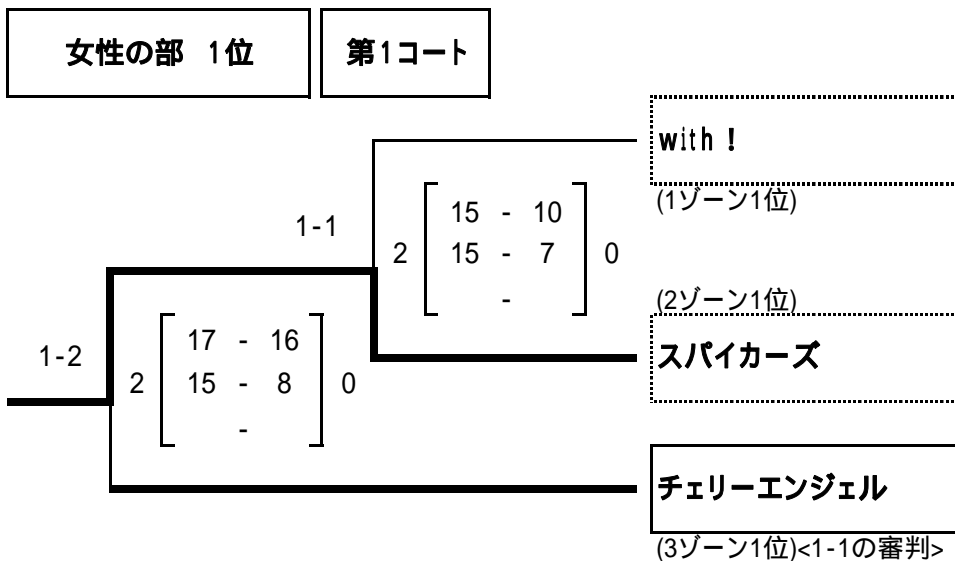 女性の部 1位
第1コート
with！
(1ゾーン1位)
1-1
2 15 - 10 0
15 - 7
-
(2ゾーン1位)
スパイカーズ
1-2
2 17 - 16 0
15 - 8
-
チェリーエンジェル
(3ゾーン1位)<1-1の審判>